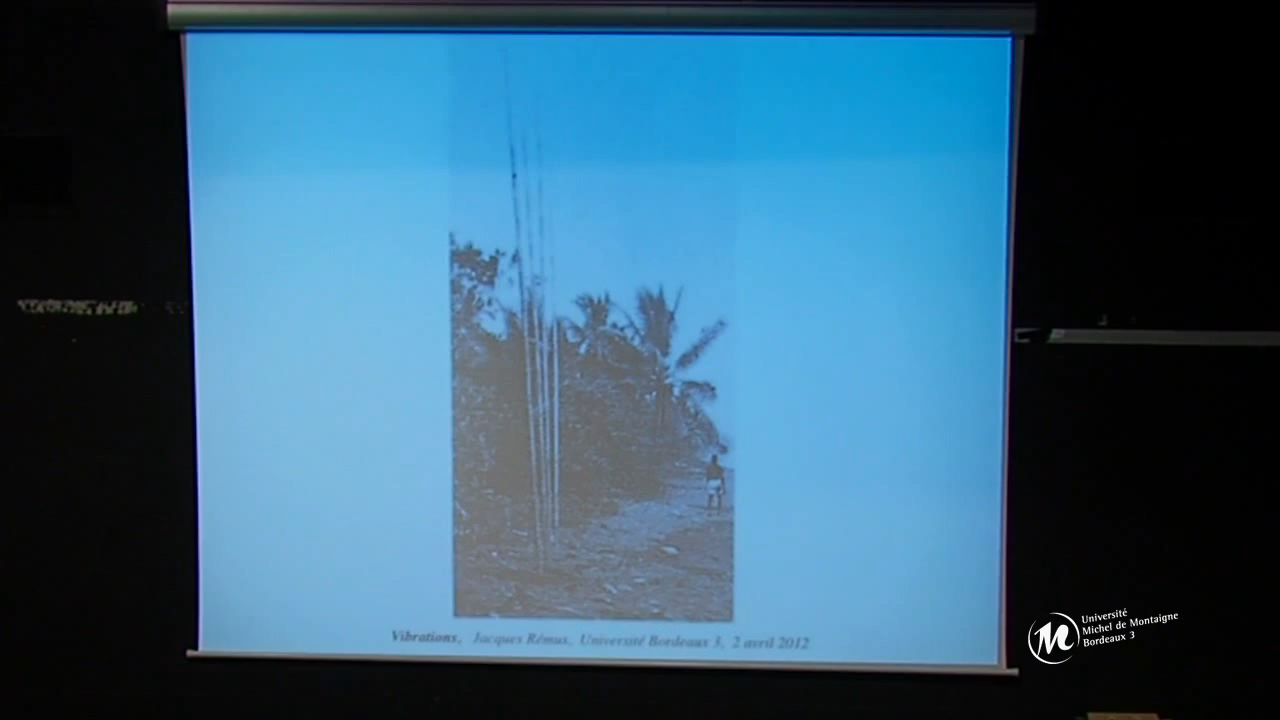 Vibrations, Jacques Rémus, Université Bordeaux 3, 2 avril 2012
Université
Michel de Montaigne
Bordeaux 3